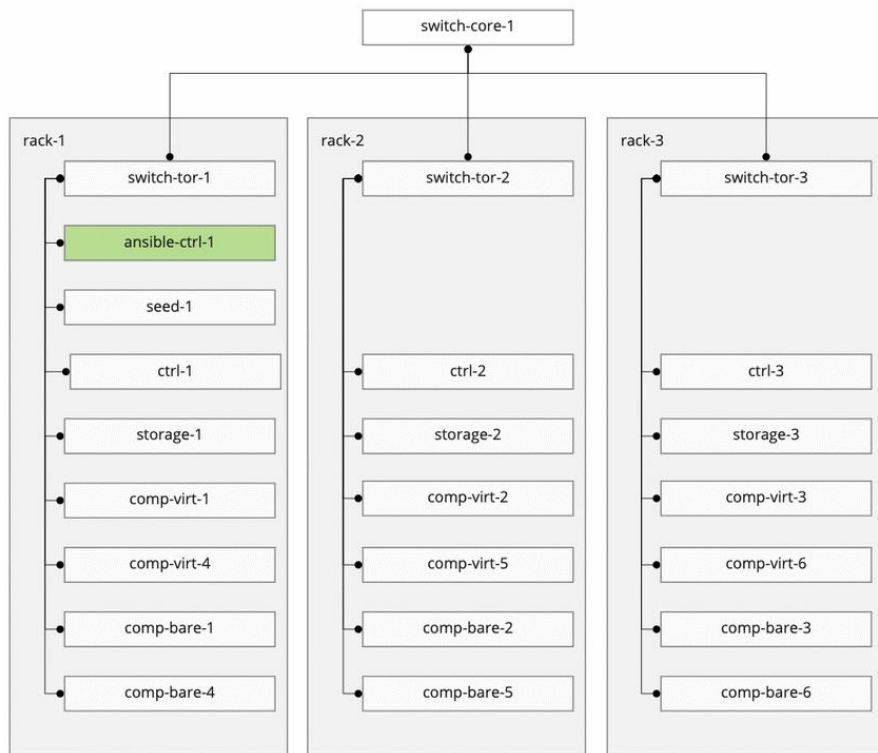 switch-core-1
rack-1
switch-tor-1
ansible-ctrl-1
seed-1
ctrl-1
storage-1
comp-virt-1
comp-virt-4
comp-bare-1
comp-bare-4
rack-2
switch-tor-2
ctrl-2
storage-2
comp-virt-2
comp-virt-5
comp-bare-2
comp-bare-5
rack-3
switch-tor-3
ctrl-3
storage-3
comp-virt-3
comp-virt-6
comp-bare-3
comp-bare-6